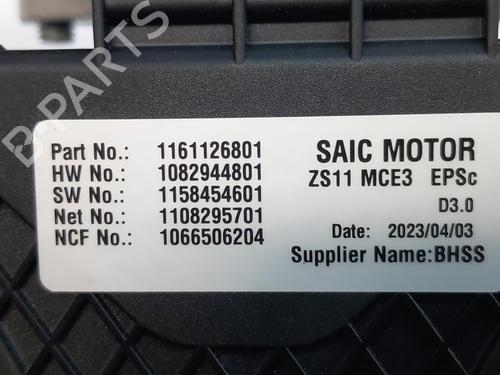 B-PARTS
Part No.: 1161126801
HW No.: 1082944801
SW No.: 1158454601
Net No.: 1108295701
NCF No.: 1066506204
SAIC MOTOR
ZS11 MCE3 EPSc
D3.0
Date: 2023/04/03
Supplier Name:BHSS